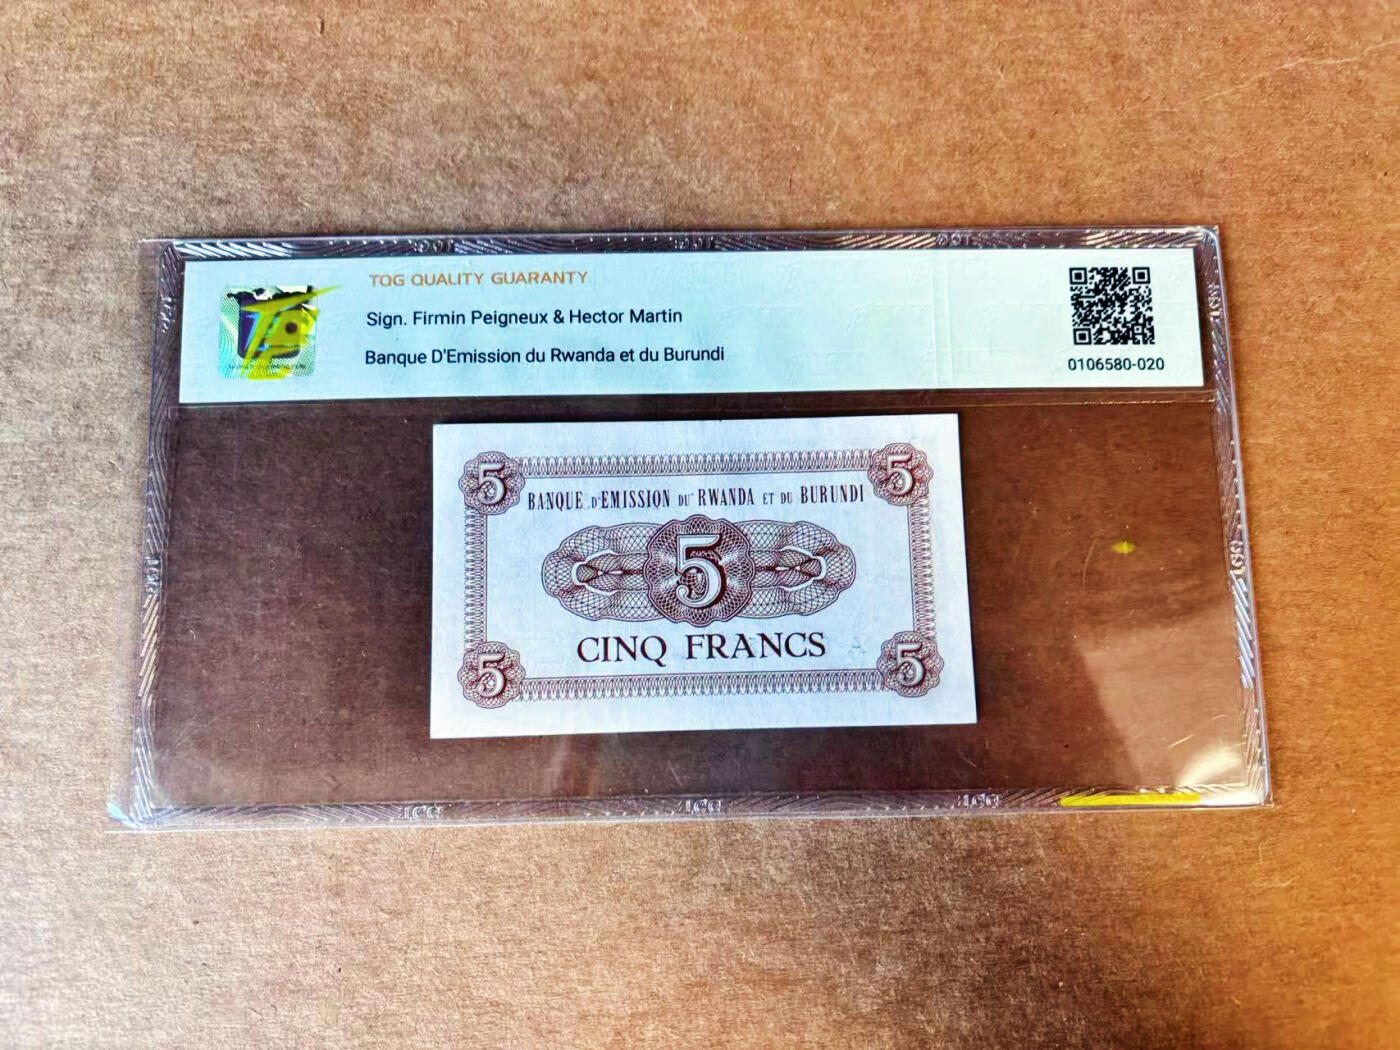 TQG QUALITY GUARANTY
Sign. Firmin Peigneux & Hector Martin
Banque D'Emission du Rwanda et du Burundi
0106580-020
5 5
BANQUE D'EMISSION DU RWANDA ET DU BURUNDI
5
CINQ FRANCS
5 5